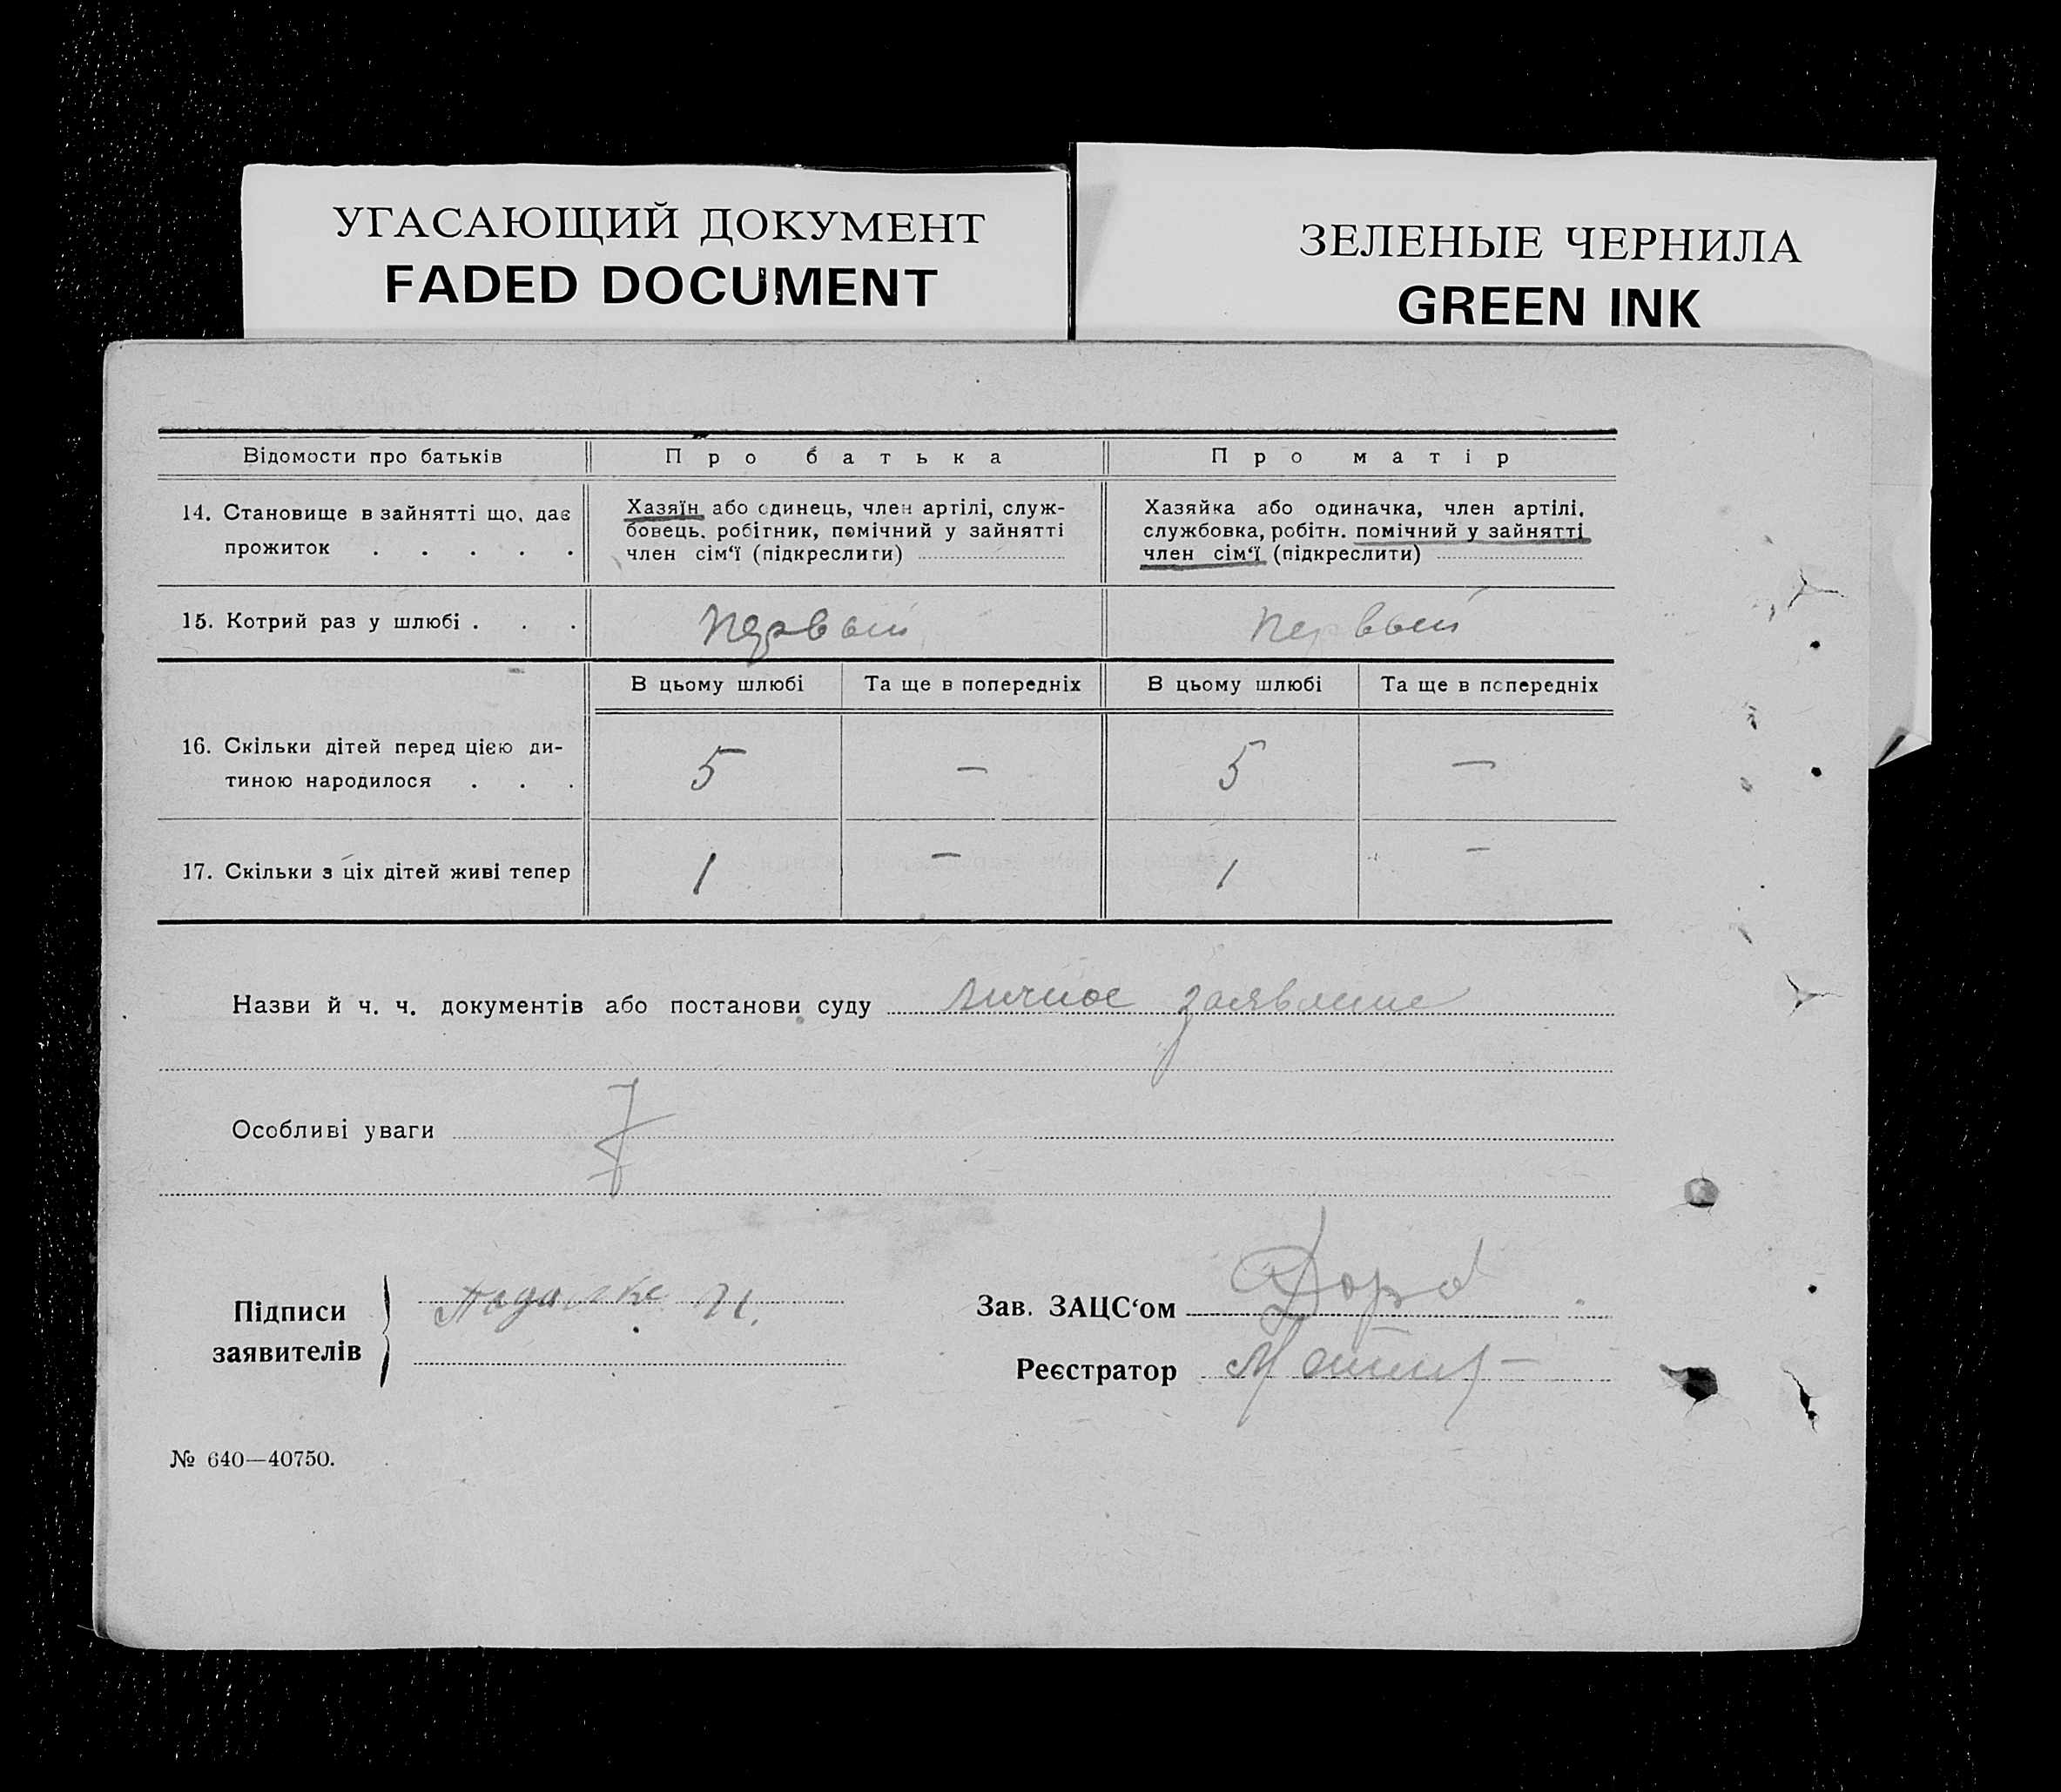 УГАСАЮЩИЙ ДОКУМЕНТ
FADED DOCUMENT
ЗЕЛЕНЫЕ ЧЕРНИЛА
GREEN INK
Відомости про батьків
Про батька
Про матір
14. Становище в зайнятті що, дає
прожиток . . . . .
Хазяїн або одинець, член артілі, служ-
бовець, робітник, помічний у зайнятті
член сім‘ї (підкреслити)
Хазяйка або одиначка, член артілі,
службовка, робітн. помічний у зайнятті
член сім‘ї (підкреслити)
15. Котрий раз у шлюбі . . .
первый
первый
В цьому шлюбі
Та ще в попередніх
В цьому шлюбі
Та ще в попередніх
16. Скільки дітей перед цією ди-
тиною народилося . . .
5 — 5 —
17. Скільки з ціх дітей живі тепер
1 — 1 —
Назви й ч. ч. документів або постанови суду личное заявление
Особливі уваги
Підписи
заявителів
Зав. ЗАЦС‘ом
Реєстратор
№ 640—40750.